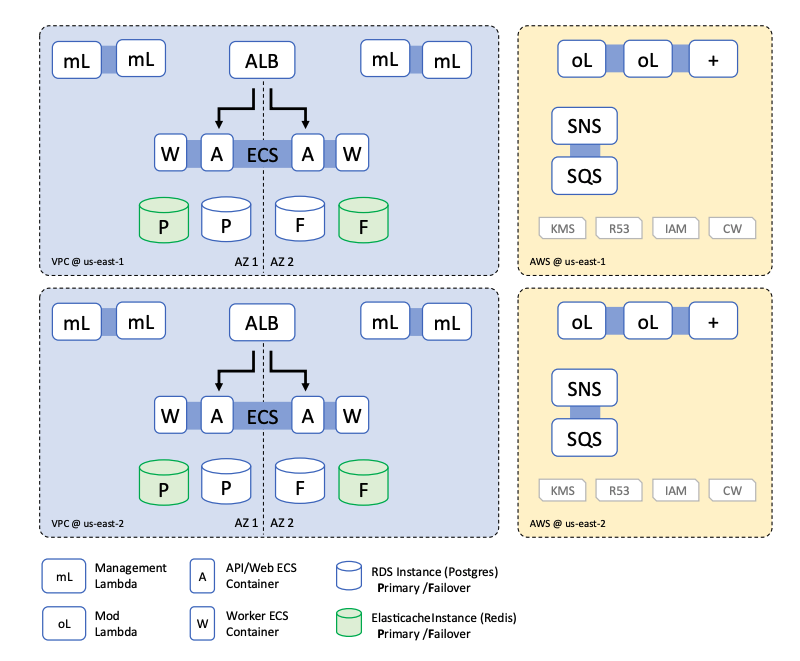 mL mL ALB mL mL
W A ECS A W
P P F F
VPC @ us-east-1 AZ 1 AZ 2
oL oL +
SNS
SQS
KMS R53 IAM CW
AWS @ us-east-1
mL mL ALB mL mL
W A ECS A W
P P F F
VPC @ us-east-2 AZ 1 AZ 2
oL oL +
SNS
SQS
KMS R53 IAM CW
AWS @ us-east-2
mL Management
Lambda
A API/Web ECS
Container
RDS Instance (Postgres)
Primary /Failover
oL Mod
Lambda
W Worker ECS
Container
ElasticacheInstance (Redis)
Primary /Failover